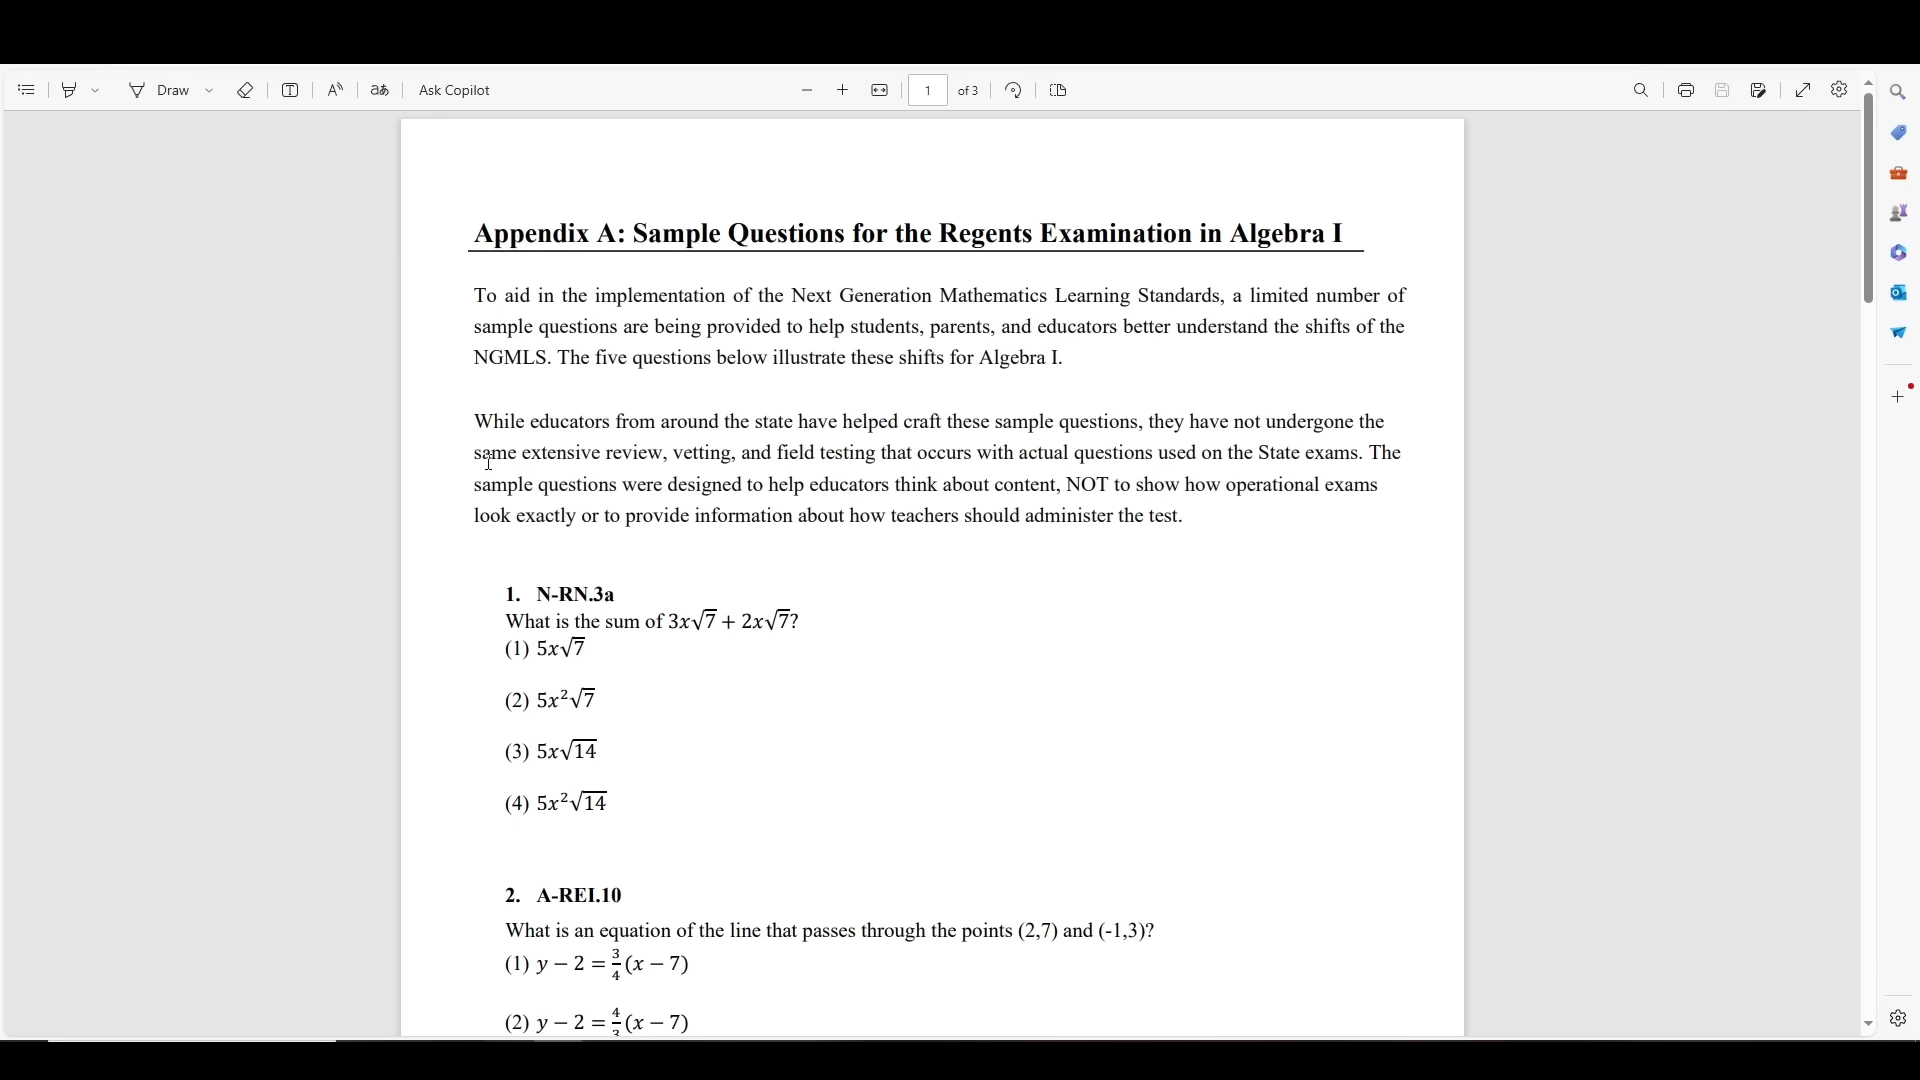 Draw
aあ
Ask Copilot
1 of 3
Appendix A: Sample Questions for the Regents Examination in Algebra I
To aid in the implementation of the Next Generation Mathematics Learning Standards, a limited number of
sample questions are being provided to help students, parents, and educators better understand the shifts of the
NGMLS. The five questions below illustrate these shifts for Algebra I.
While educators from around the state have helped craft these sample questions, they have not undergone the
same extensive review, vetting, and field testing that occurs with actual questions used on the State exams. The
sample questions were designed to help educators think about content, NOT to show how operational exams
look exactly or to provide information about how teachers should administer the test.
1. N-RN.3a
What is the sum of 3x√7 + 2x√7?
(1) 5x√7
(2) 5x²√7
(3) 5x√14
(4) 5x²√14
2. A-REI.10
What is an equation of the line that passes through the points (2,7) and (-1,3)?
(1) y − 2 = 3/4 (x − 7)
(2) y − 2 = 4/3 (x − 7)